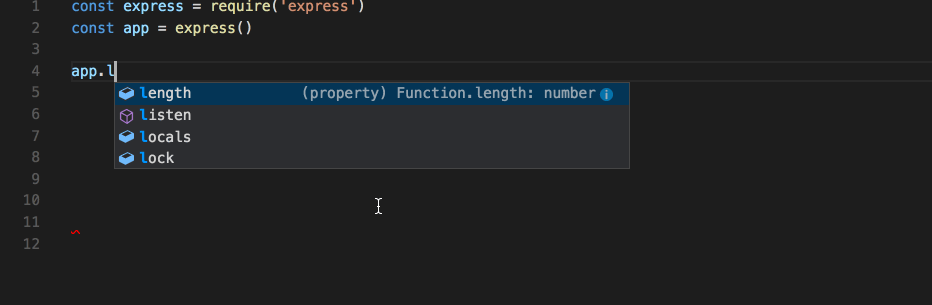 1 const express = require('express')
2 const app = express()
3
4 app.l
5 length (property) Function.length: number
6 listen
7 locals
8 lock
9
10
11
12